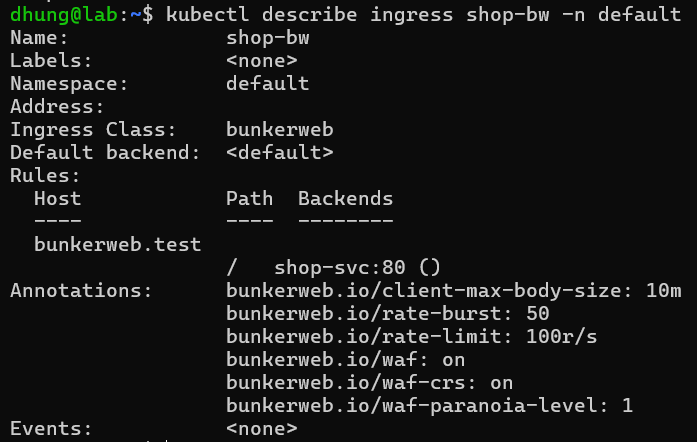 dhung@lab:~$ kubectl describe ingress shop-bw -n default
Name:             shop-bw
Labels:           <none>
Namespace:        default
Address:
Ingress Class:    bunkerweb
Default backend:  <default>
Rules:
  Host            Path  Backends
  ----            ----  --------
  bunkerweb.test
                  /   shop-svc:80 ()
Annotations:      bunkerweb.io/client-max-body-size: 10m
                  bunkerweb.io/rate-burst: 50
                  bunkerweb.io/rate-limit: 100r/s
                  bunkerweb.io/waf: on
                  bunkerweb.io/waf-crs: on
                  bunkerweb.io/waf-paranoia-level: 1
Events:           <none>